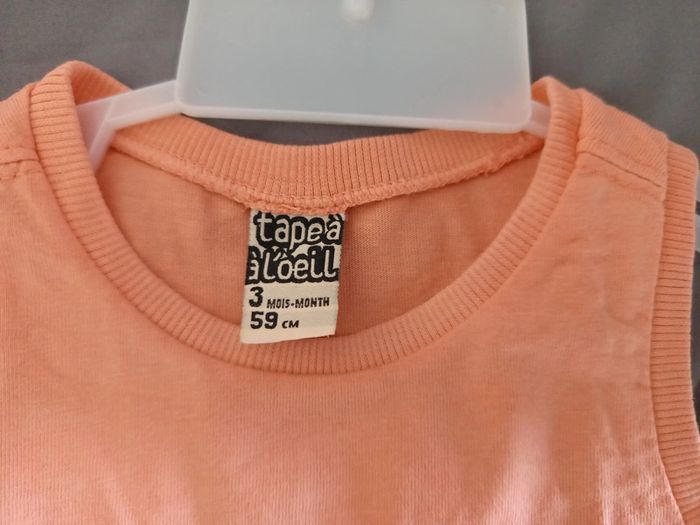 tape à
à l'oeil
3 MOIS-MONTH
59 CM